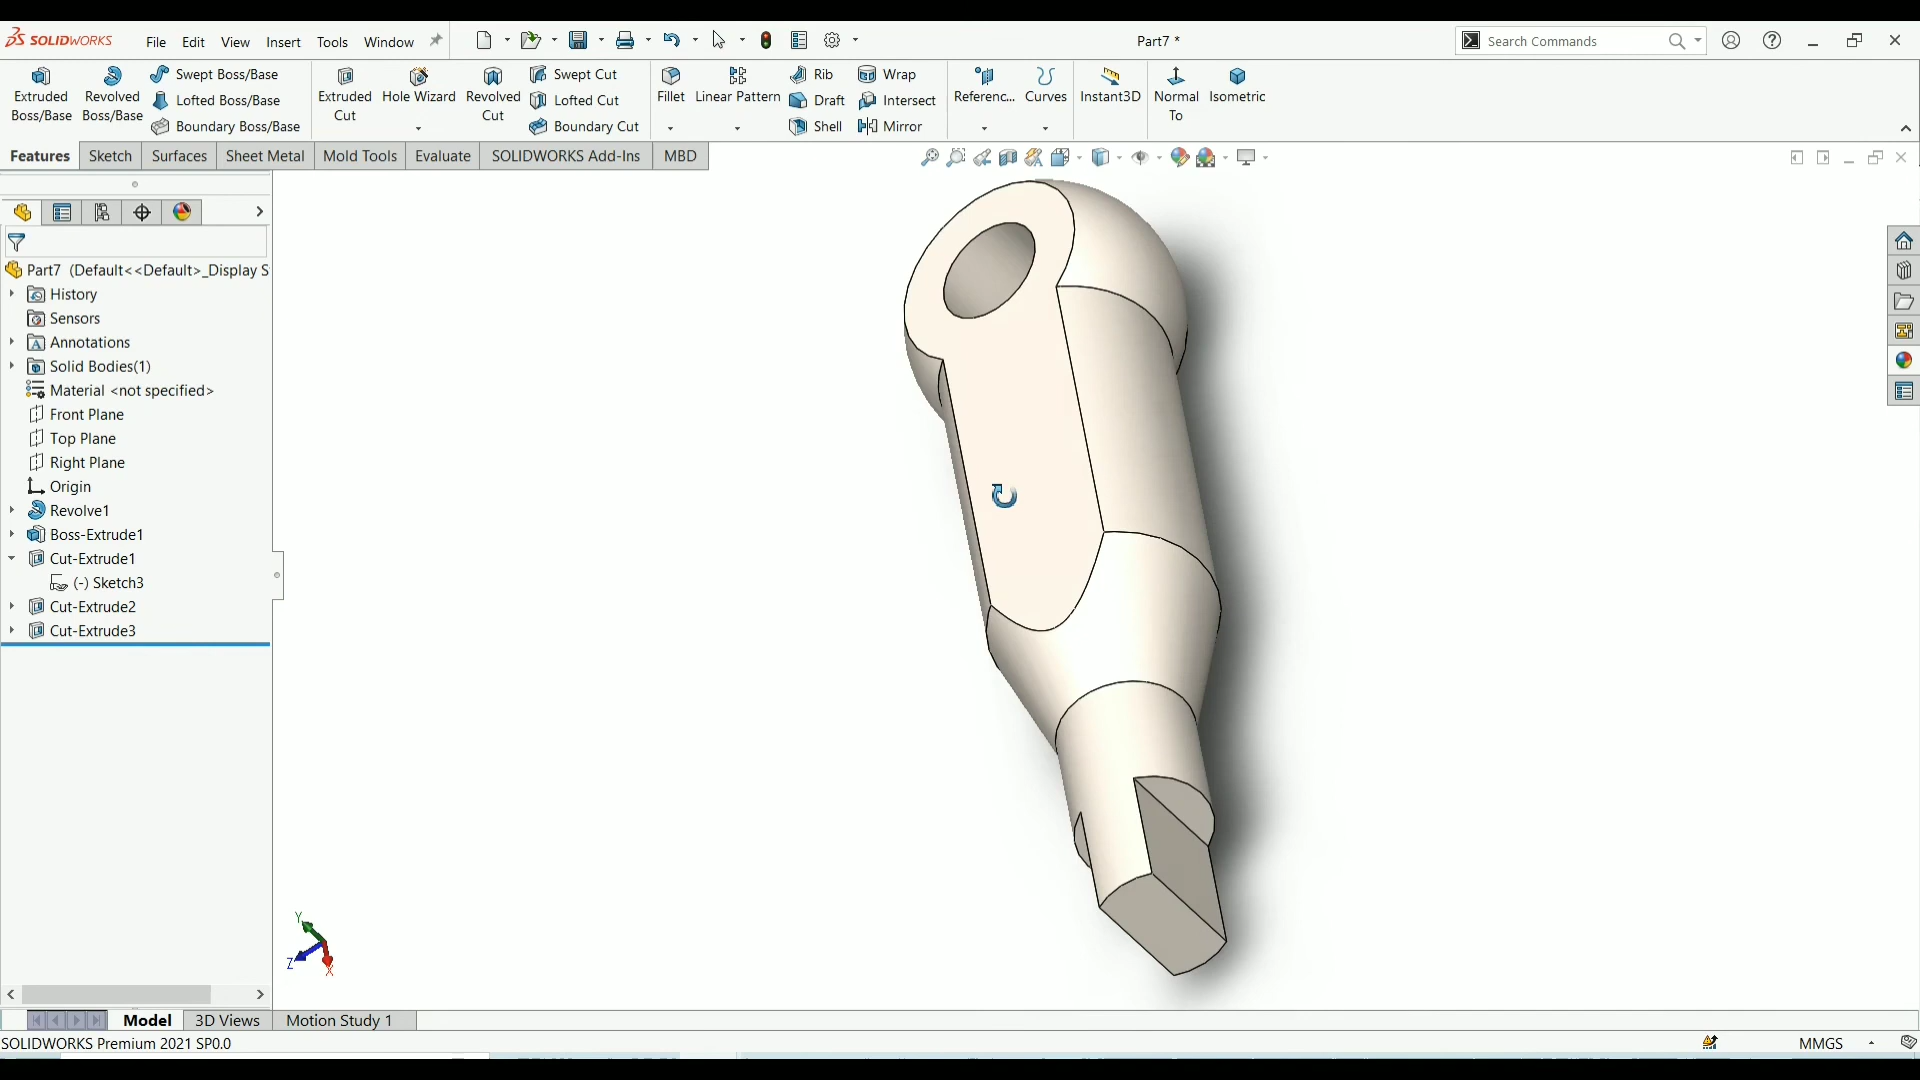 SOLIDWORKS File Edit View Insert Tools Window Part7 * Search Commands
Extruded Boss/Base
Revolved Boss/Base
Swept Boss/Base
Lofted Boss/Base
Boundary Boss/Base
Extruded Cut
Hole Wizard
Revolved Cut
Swept Cut
Lofted Cut
Boundary Cut
Fillet
Linear Pattern
Rib
Draft
Shell
Wrap
Intersect
Mirror
Referenc...
Curves
Instant3D
Normal To
Isometric
Features Sketch Surfaces Sheet Metal Mold Tools Evaluate SOLIDWORKS Add-Ins MBD
Part7 (Default<<Default>_Display S
History
Sensors
Annotations
Solid Bodies(1)
Material <not specified>
Front Plane
Top Plane
Right Plane
Origin
Revolve1
Boss-Extrude1
Cut-Extrude1
(-) Sketch3
Cut-Extrude2
Cut-Extrude3
Y
Z
X
Model 3D Views Motion Study 1
SOLIDWORKS Premium 2021 SP0.0 MMGS